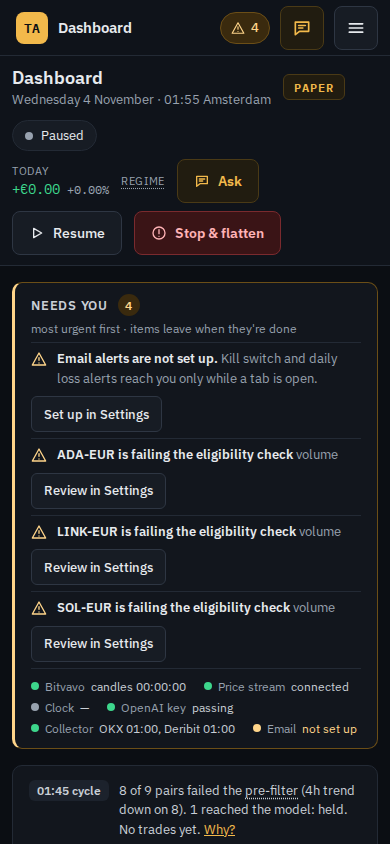 TA Dashboard 4
Dashboard
Wednesday 4 November · 01:55 Amsterdam
PAPER
Paused
TODAY
+€0.00 +0.00%
REGIME
Ask
Resume
Stop & flatten
NEEDS YOU 4
most urgent first · items leave when they're done
Email alerts are not set up. Kill switch and daily
loss alerts reach you only while a tab is open.
Set up in Settings
ADA-EUR is failing the eligibility check volume
Review in Settings
LINK-EUR is failing the eligibility check volume
Review in Settings
SOL-EUR is failing the eligibility check volume
Review in Settings
Bitvavo candles 00:00:00 Price stream connected
Clock — OpenAI key passing
Collector OKX 01:00, Deribit 01:00 Email not set up
01:45 cycle
8 of 9 pairs failed the pre-filter (4h trend
down on 8). 1 reached the model: held.
No trades yet. Why?